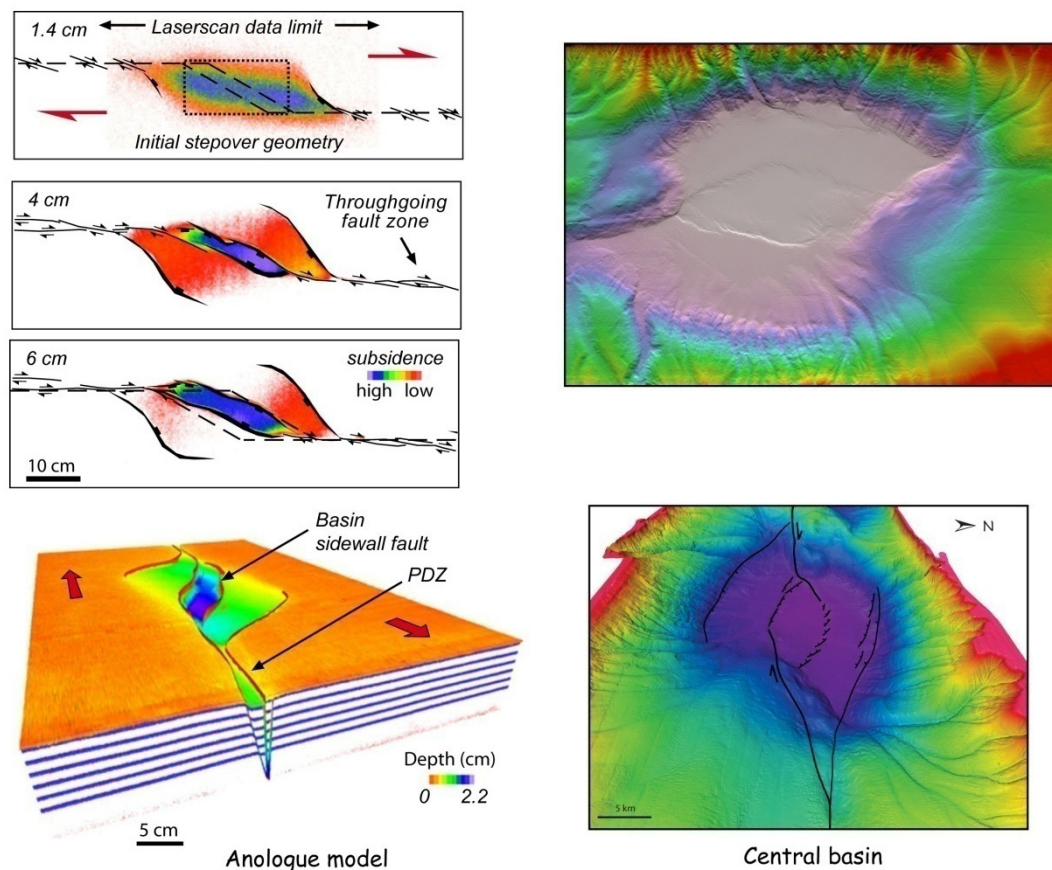 1.4 cm
Laserscan data limit
Initial stepover geometry
4 cm
Throughgoing
fault zone
6 cm
subsidence
high low
10 cm
Basin
sidewall fault
PDZ
Depth (cm)
0 2.2
5 cm
Anologue model
N
5 km
Central basin